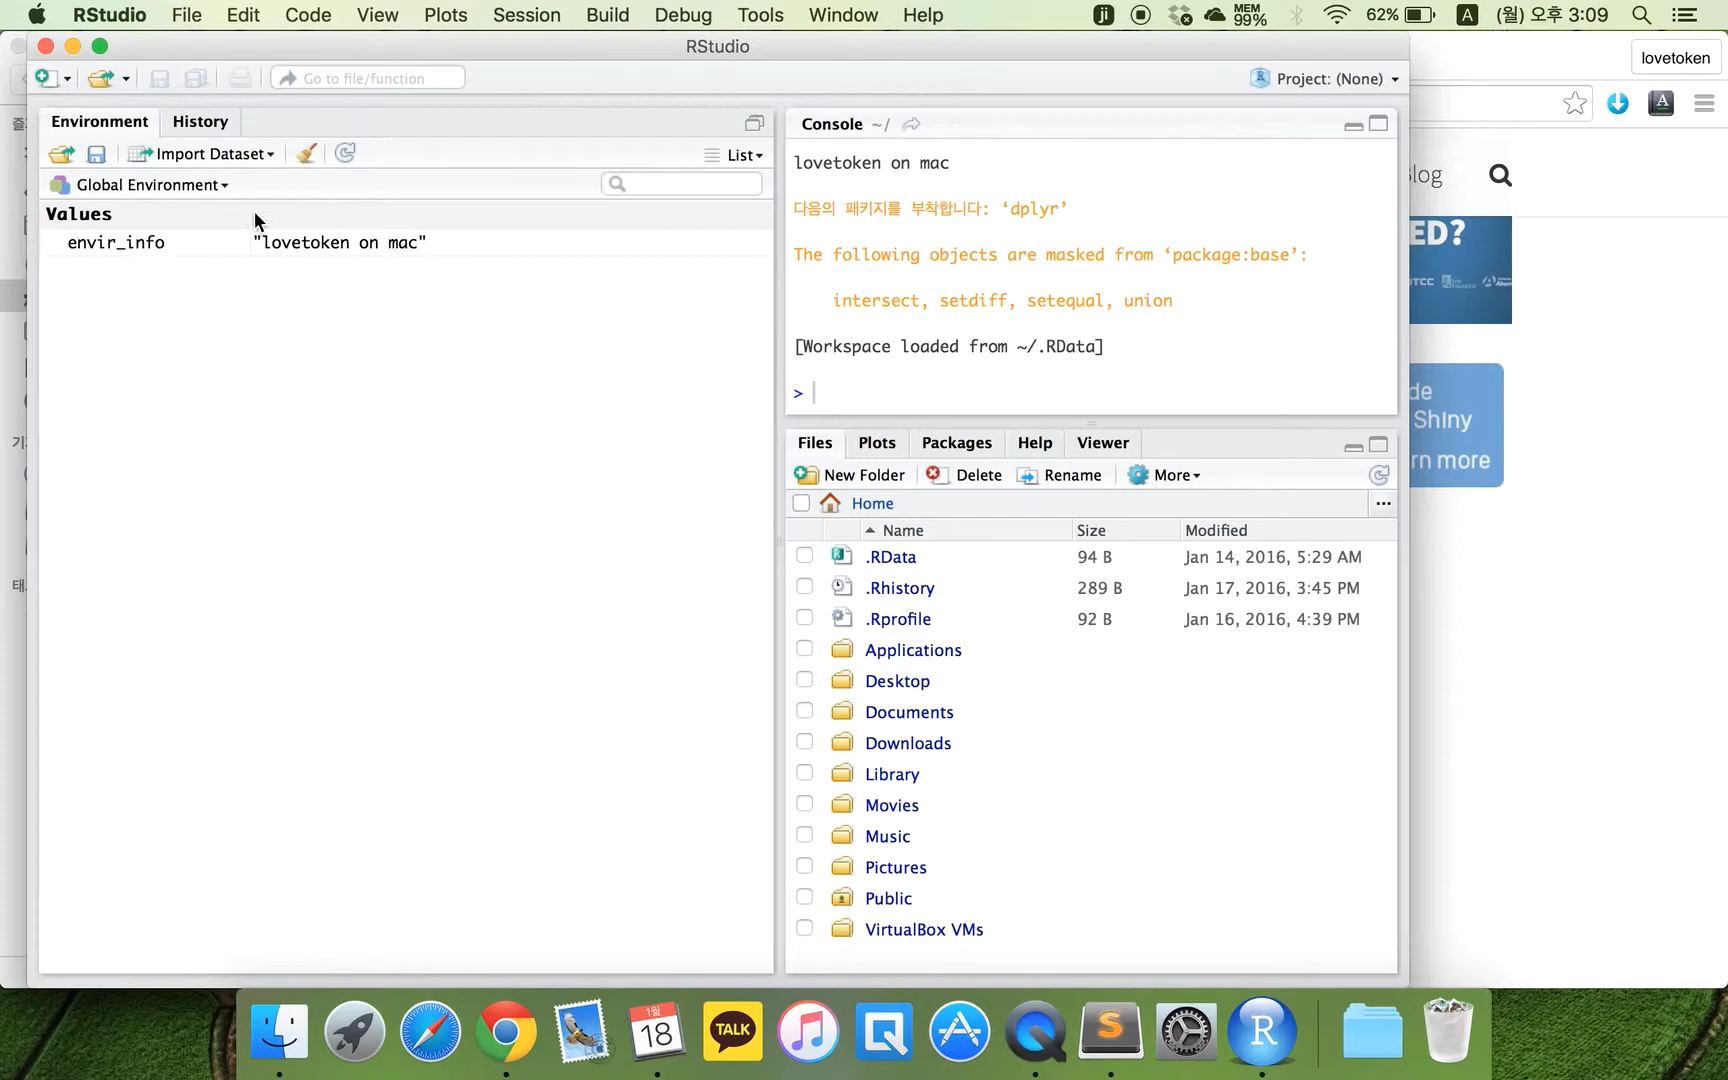 RStudio File Edit Code View Plots Session Build Debug Tools Window Help MEM 99% 62% A (월) 오후 3:09
RStudio
lovetoken
Go to file/function
Project: (None)
Environment History
Import Dataset List
Global Environment
Values
envir_info "lovetoken on mac"
Console ~/
lovetoken on mac
다음의 패키지를 부착합니다: ‘dplyr’
The following objects are masked from ‘package:base’:
intersect, setdiff, setequal, union
[Workspace loaded from ~/.RData]
>
Files Plots Packages Help Viewer
New Folder Delete Rename More
Home
Name Size Modified
.RData 94 B Jan 14, 2016, 5:29 AM
.Rhistory 289 B Jan 17, 2016, 3:45 PM
.Rprofile 92 B Jan 16, 2016, 4:39 PM
Applications
Desktop
Documents
Downloads
Library
Movies
Music
Pictures
Public
VirtualBox VMs
log
ED?
de
Shiny
rn more
1월
18
TALK